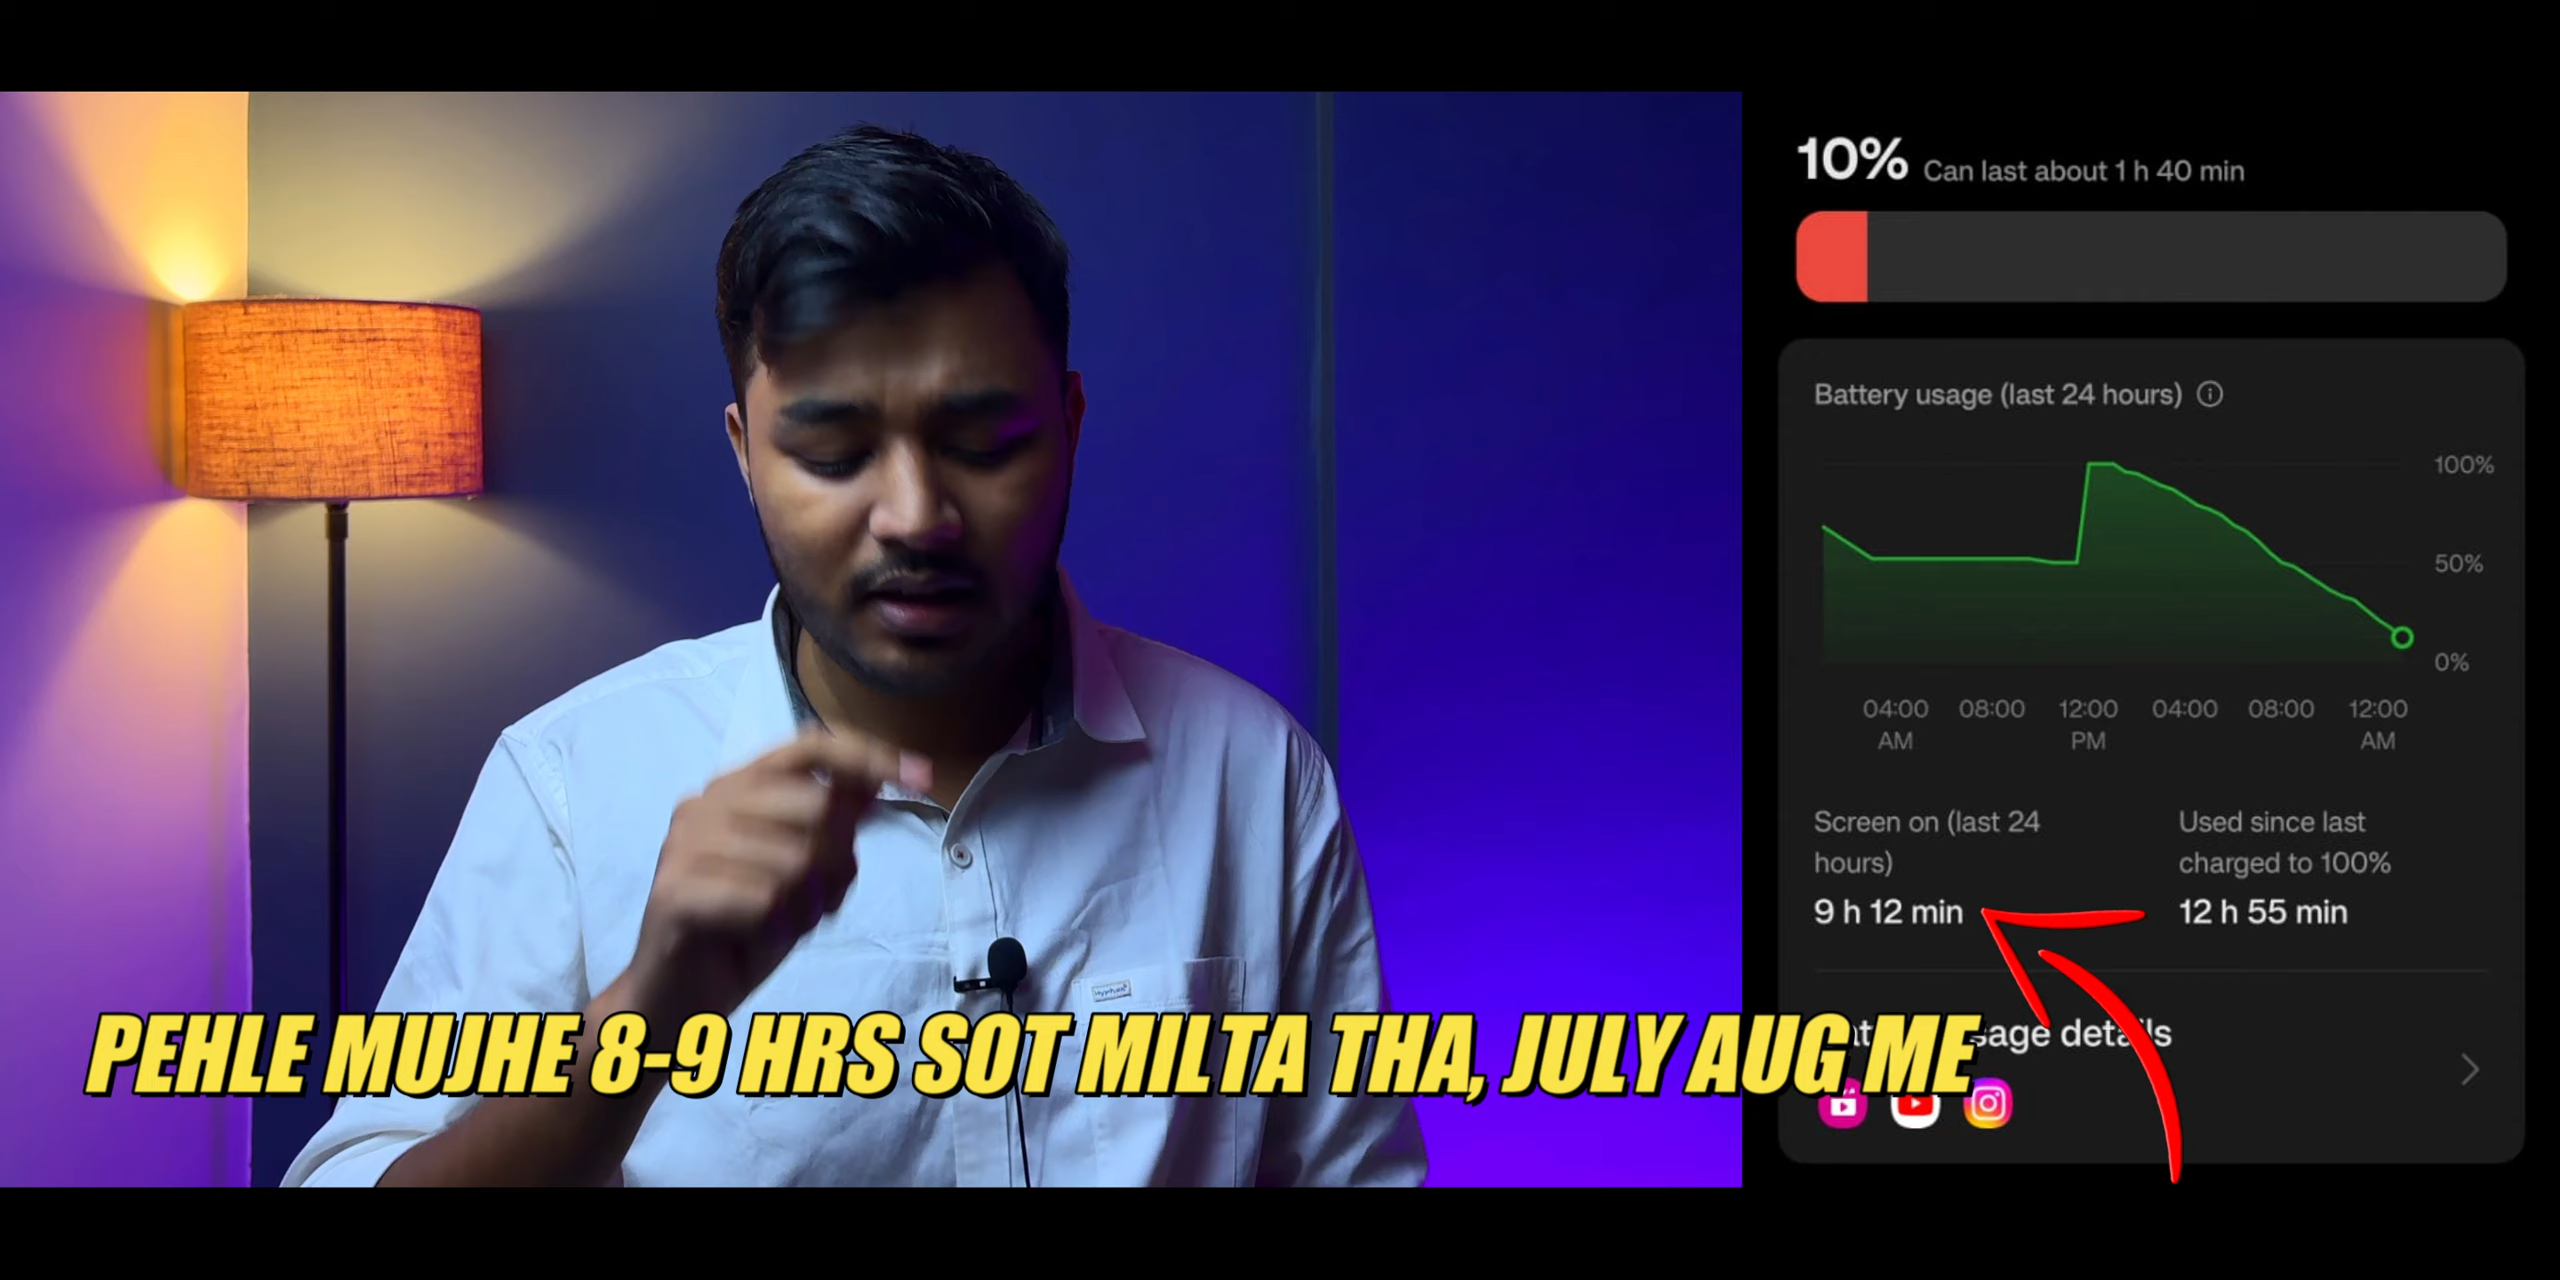 10% Can last about 1 h 40 min
Battery usage (last 24 hours)
100%
50%
0%
04:00 AM
08:00
12:00 PM
04:00
08:00
12:00 AM
Screen on (last 24
hours)
9 h 12 min
Used since last
charged to 100%
12 h 55 min
PEHLE MUJHE 8-9 HRS SOT MILTA THA, JULY AUG ME